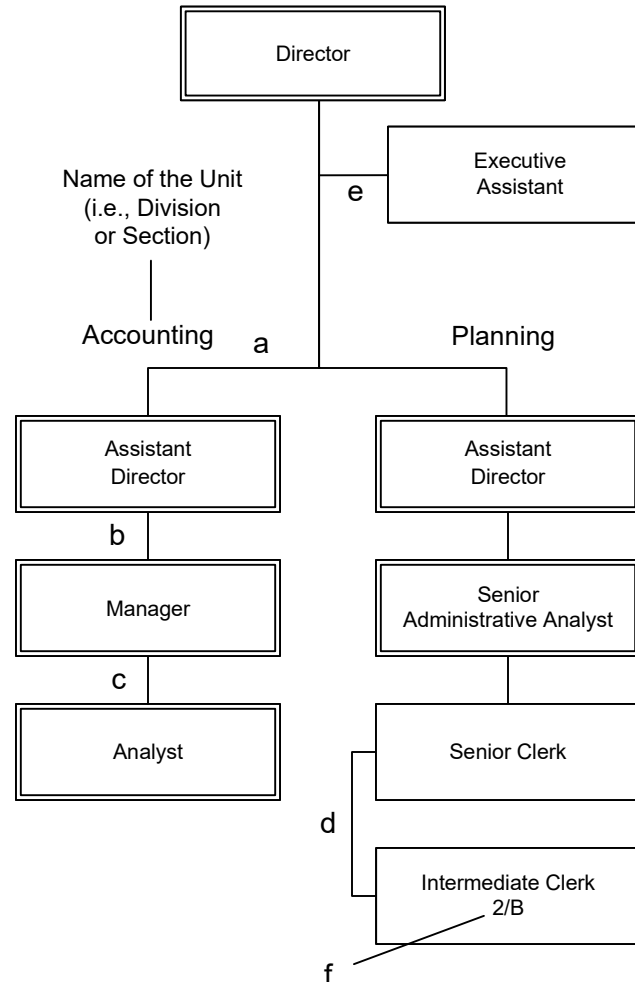 Director
Executive
Assistant
e
Name of the Unit
(i.e., Division
or Section)
Accounting
a
Planning
Assistant
Director
Assistant
Director
b
Manager
Senior
Administrative Analyst
c
Analyst
Senior Clerk
d
Intermediate Clerk
2/B
f